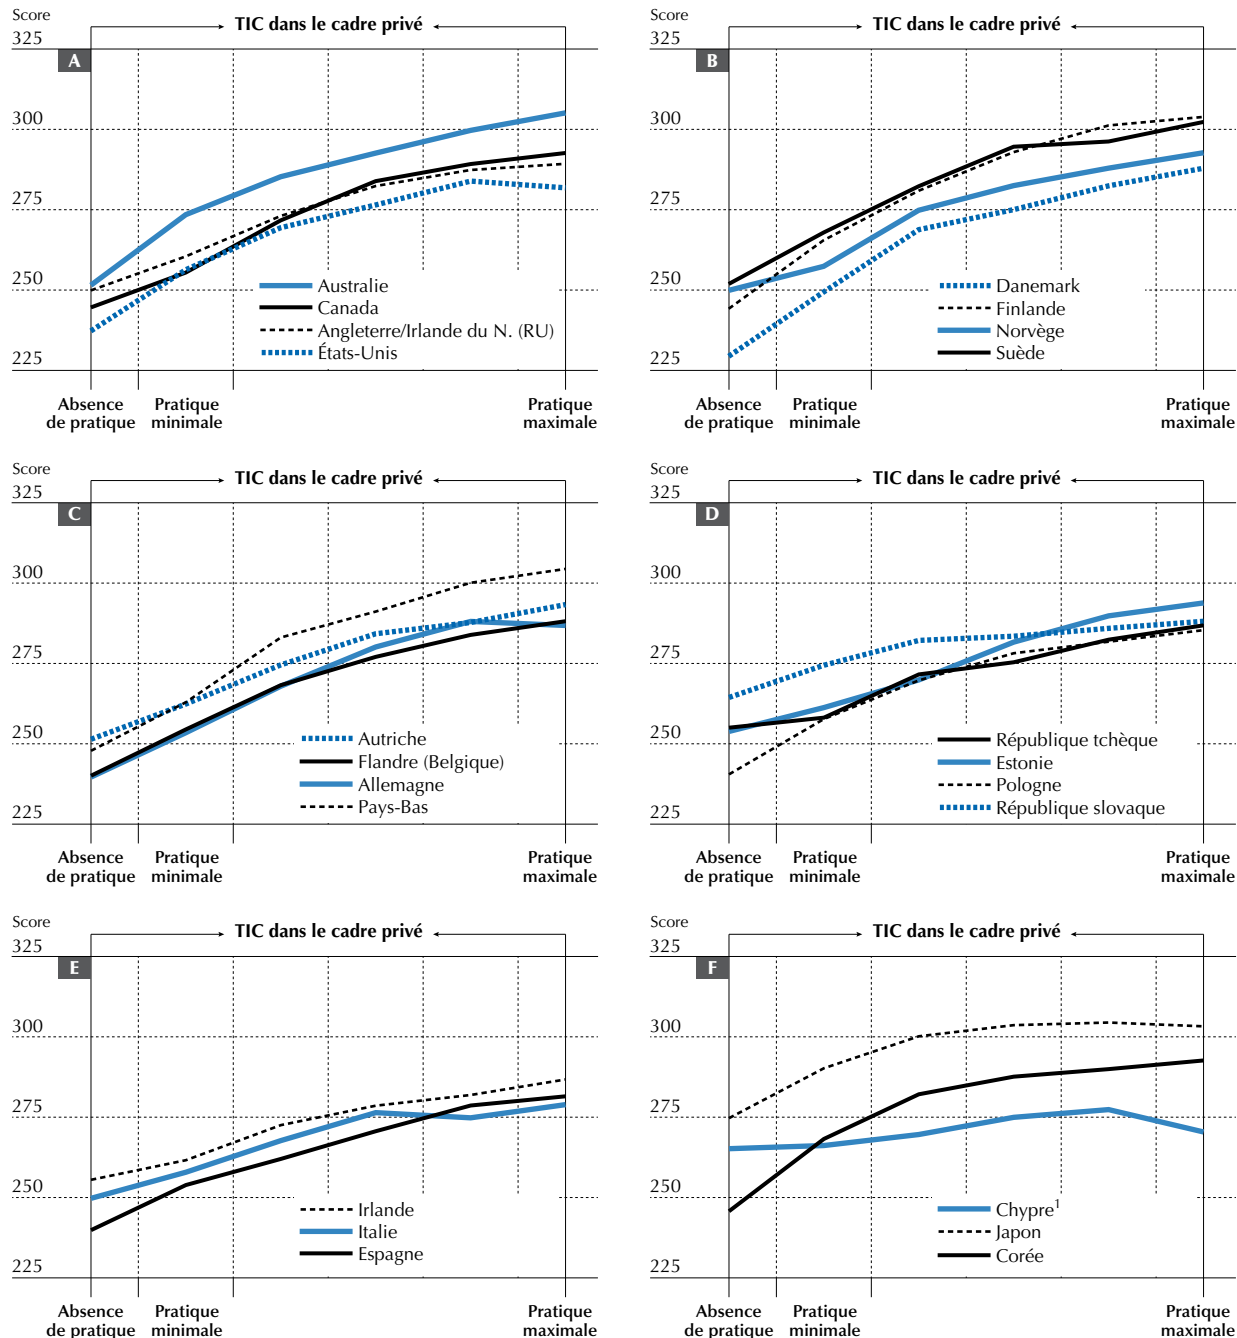 Score
TIC dans le cadre privé
325
A
300
275
250
225
Australie
Canada
Angleterre/Irlande du N. (RU)
États-Unis
Absence de pratique
Pratique minimale
Pratique maximale
Score
TIC dans le cadre privé
325
B
300
275
250
225
Danemark
Finlande
Norvège
Suède
Absence de pratique
Pratique minimale
Pratique maximale
Score
TIC dans le cadre privé
325
C
300
275
250
225
Autriche
Flandre (Belgique)
Allemagne
Pays-Bas
Absence de pratique
Pratique minimale
Pratique maximale
Score
TIC dans le cadre privé
325
D
300
275
250
225
République tchèque
Estonie
Pologne
République slovaque
Absence de pratique
Pratique minimale
Pratique maximale
Score
TIC dans le cadre privé
325
E
300
275
250
225
Irlande
Italie
Espagne
Absence de pratique
Pratique minimale
Pratique maximale
Score
TIC dans le cadre privé
325
F
300
275
250
225
Chypre¹
Japon
Corée
Absence de pratique
Pratique minimale
Pratique maximale